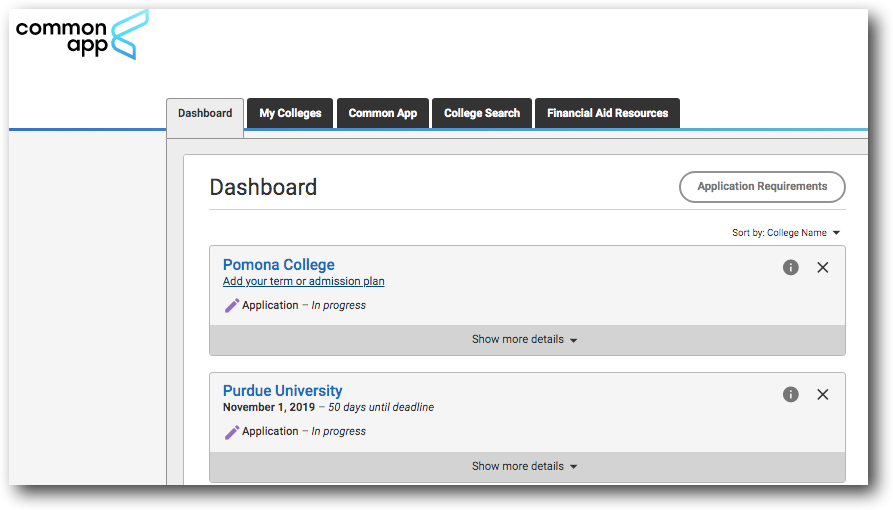 common
app
Dashboard
My Colleges
Common App
College Search
Financial Aid Resources
Dashboard
Application Requirements
Sort by: College Name
Pomona College
Add your term or admission plan
Application – In progress
Show more details
Purdue University
November 1, 2019 – 50 days until deadline
Application – In progress
Show more details